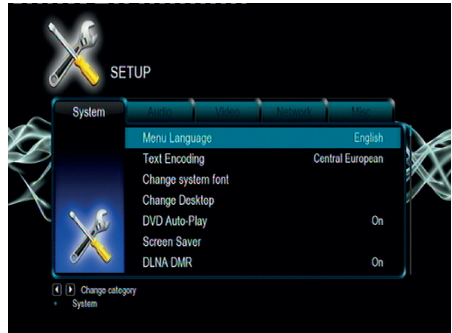 SETUP
System Audio Video Network Misc
Menu Language English
Text Encoding Central European
Change system font
Change Desktop
DVD Auto-Play On
Screen Saver
DLNA DMR On
Change category
System